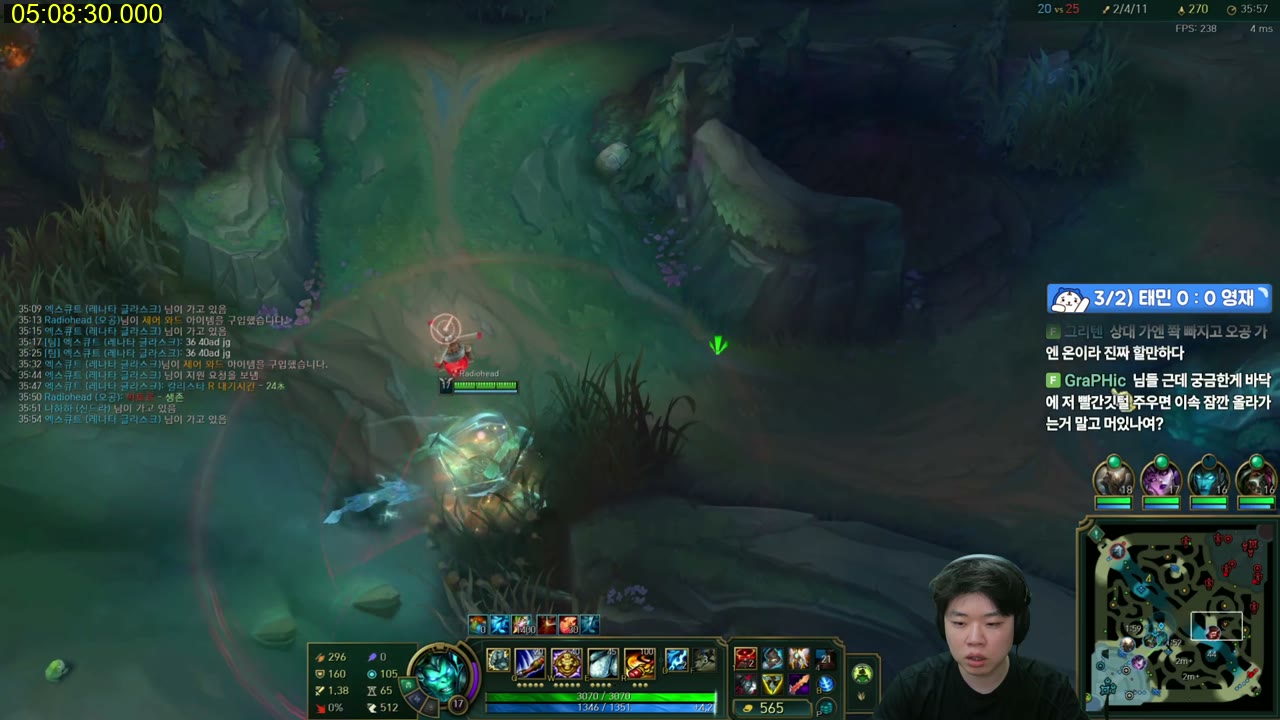 05:08:30.000
20 vs 25
2/4/11
270
35:57
FPS: 238
4 ms
35:09 엑스큐트 (레나타 글라스크) 님이 가고 있음
35:13 Radiohead (오공)님이 제어 와드 아이템을 구입했습니다.
35:15 엑스큐트 (레나타 글라스크) 님이 가고 있음
35:17 [팀] 엑스큐트 (레나타 글라스크): 36 40ad jg
35:25 [팀] 엑스큐트 (레나타 글라스크): 36 40ad jg
35:32 엑스큐트 (레나타 글라스크)님이 제어 와드 아이템을 구입했습니다.
35:44 엑스큐트 (레나타 글라스크) 님이 지원 요청을 보냄
35:47 엑스큐트 (레나타 글라스크): 칼리스타 R 대기시간 - 24초
35:50 Radiohead (오공): - 생존
35:51 나하하 (신드라) 님이 가고 있음
35:54 엑스큐트 (레나타 글라스크) 님이 가고 있음
Radiohead
3/2) 태민 0 : 0 영재
그리텐 상대 가엔 쫙 빠지고 오공 가
엔 온이라 진짜 할만하다
GraPHic 님들 근데 궁금한게 바닥
에 저 빨간깃털 주우면 이속 잠깐 올라가
는거 말고 머있나여?
18
16
16
296
0
160
105
1.38
65
0%
512
17
3070 / 3070
1346 / 1351
21
565